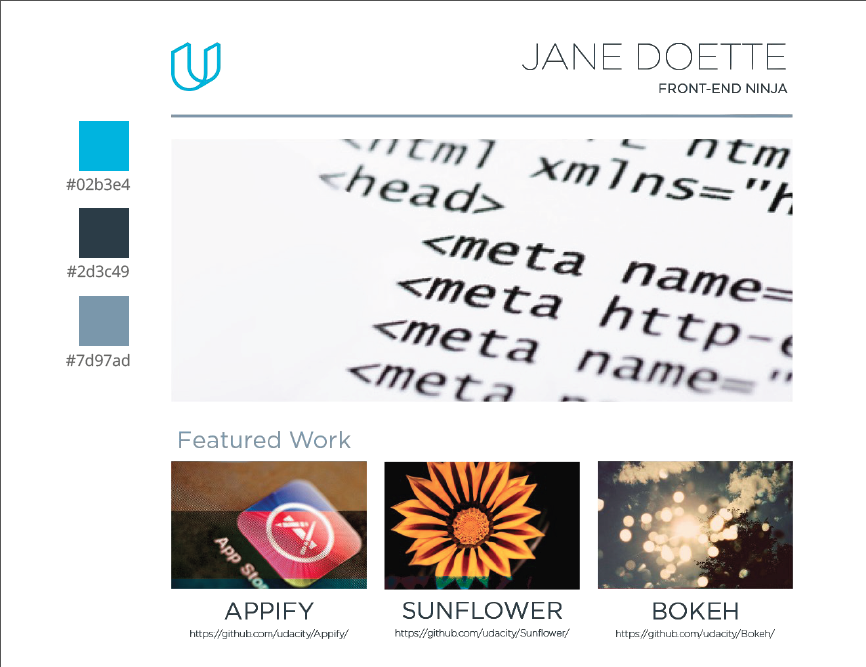 JANE DOETTE
FRONT-END NINJA
#02b3e4
#2d3c49
#7d97ad
<html
htm
xmlns="h
<head>
<meta name=
<meta http-e
<meta name="
<meta
Featured Work
App Sto
APPIFY
SUNFLOWER
BOKEH
https://github.com/udacity/Appify/
https://github.com/udacity/Sunflower/
https://github.com/udacity/Bokeh/